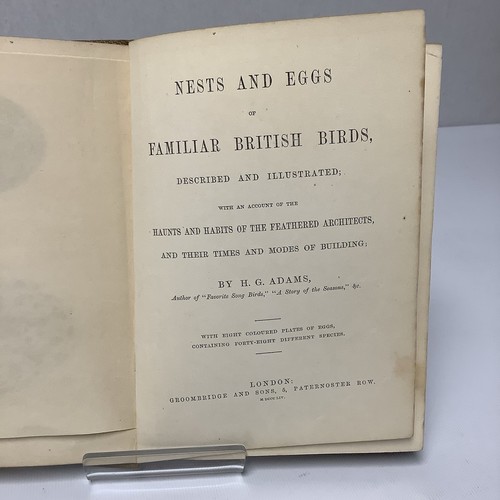 NESTS AND EGGS
OF
FAMILIAR BRITISH BIRDS,
DESCRIBED AND ILLUSTRATED;
WITH AN ACCOUNT OF THE
HAUNTS AND HABITS OF THE FEATHERED ARCHITECTS,
AND THEIR TIMES AND MODES OF BUILDING:
BY H. G. ADAMS,
Author of "Favorite Song Birds," "A Story of the Seasons," &c.
WITH EIGHT COLOURED PLATES OF EGGS,
CONTAINING FORTY-EIGHT DIFFERENT SPECIES.
LONDON:
GROOMBRIDGE AND SONS, 5, PATERNOSTER ROW.